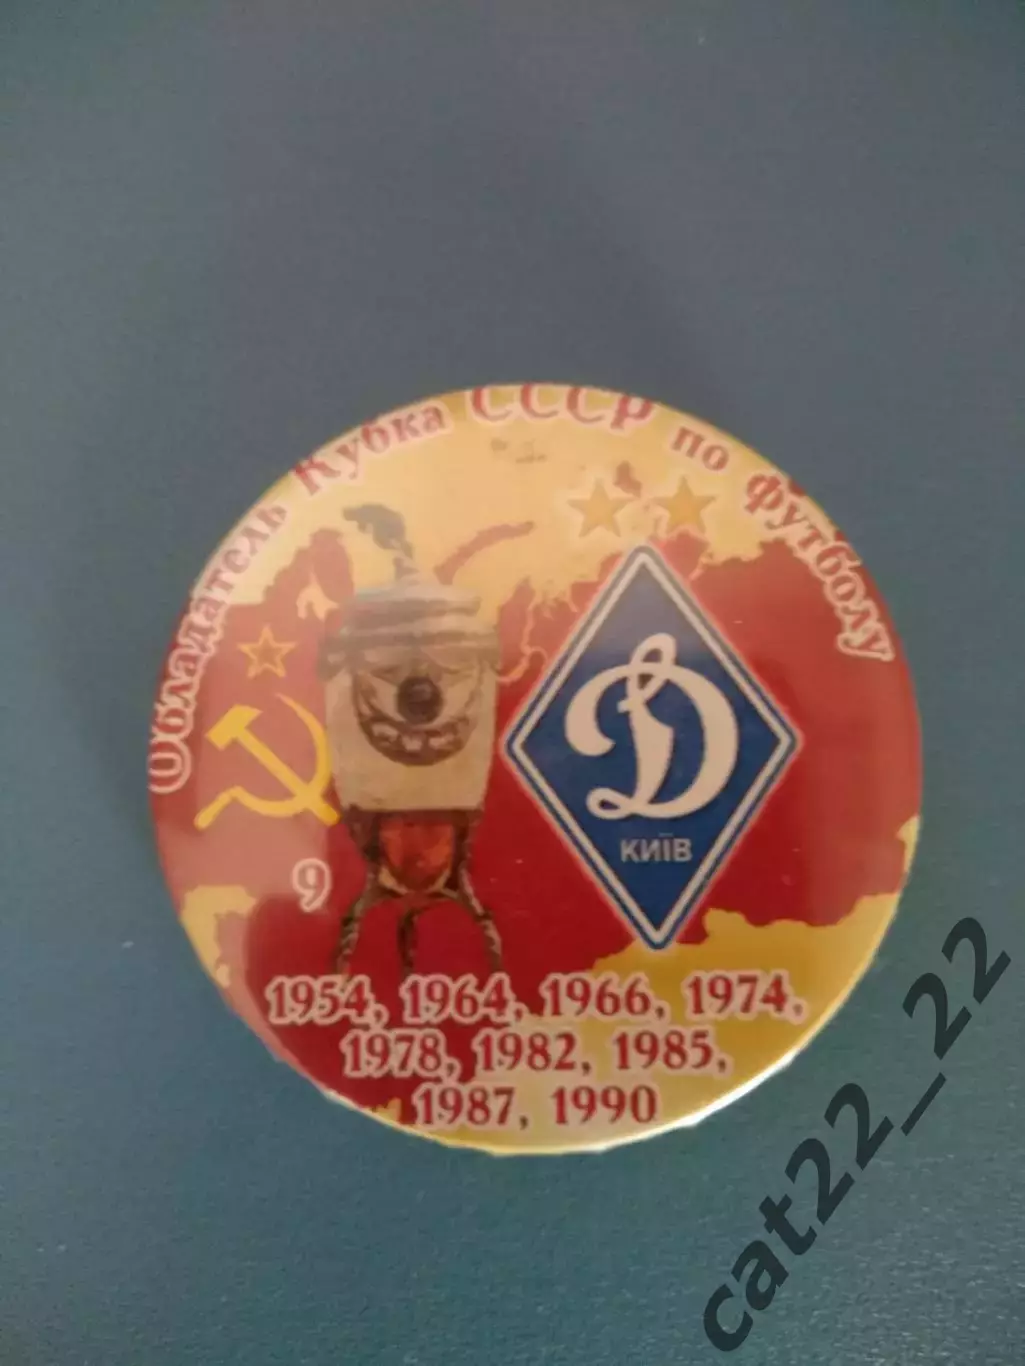 Обладатель Кубка СССР по футболу
КИЇВ
9
1954, 1964, 1966, 1974,
1978, 1982, 1985,
1987, 1990
cat22_22